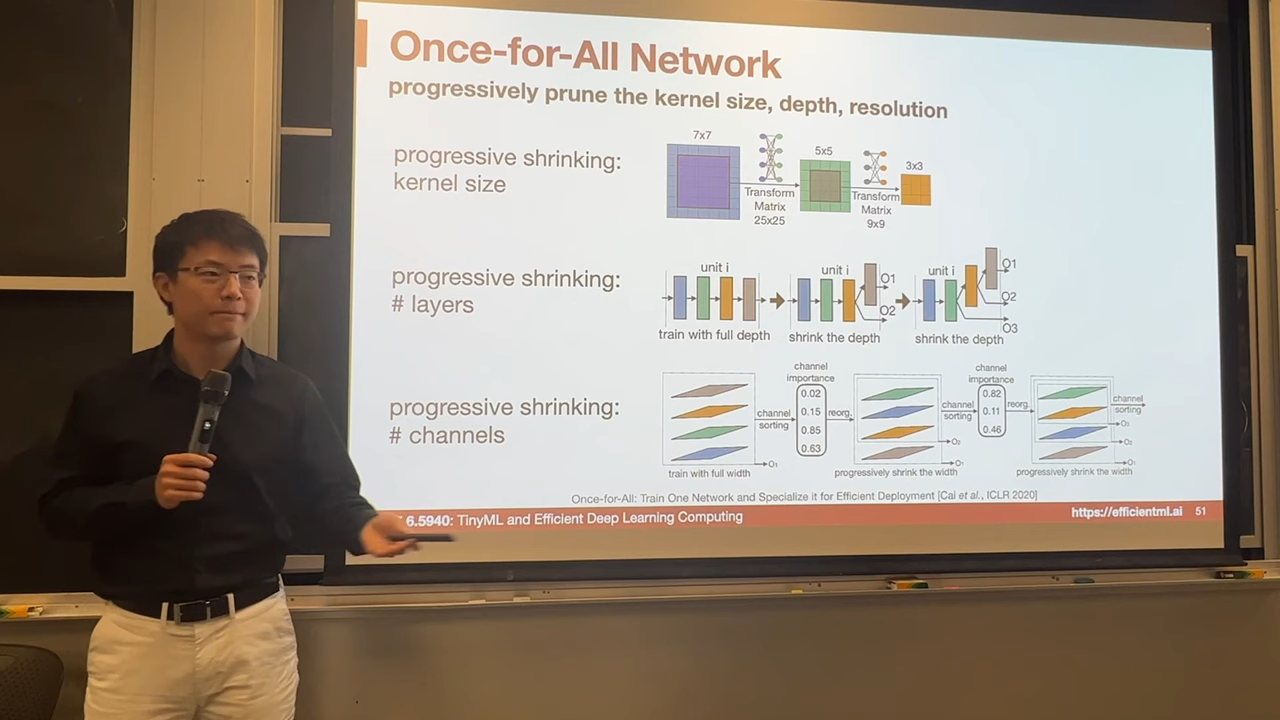 Once-for-All Network
progressively prune the kernel size, depth, resolution
progressive shrinking:
kernel size
7x7
Transform
Matrix
25x25
5x5
Transform
Matrix
9x9
3x3
progressive shrinking:
# layers
unit i
train with full depth
unit i
O1
O2
shrink the depth
unit i
O1
O2
O3
shrink the depth
progressive shrinking:
# channels
train with full width
O1
channel
sorting
channel
importance
0.02
0.15
0.85
0.63
reorg.
O2
O1
progressively shrink the width
channel
sorting
channel
importance
0.82
0.11
0.46
reorg.
channel
sorting
O3
O2
O1
progressively shrink the width
Once-for-All: Train One Network and Specialize it for Efficient Deployment [Cai et al., ICLR 2020]
6.5940: TinyML and Efficient Deep Learning Computing
https://efficientml.ai
51